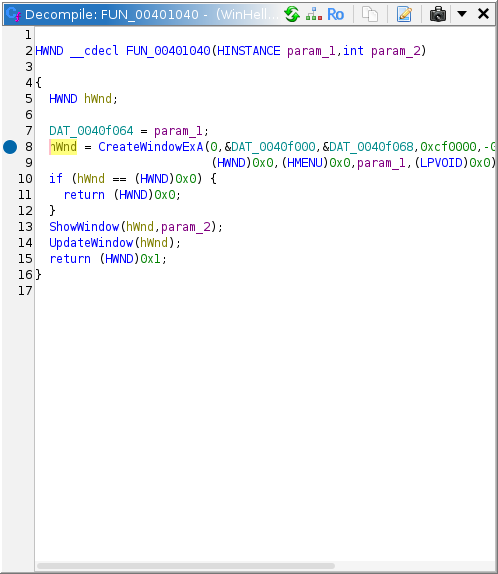 Decompile: FUN_00401040 - (WinHell
Ro
1
2 HWND __cdecl FUN_00401040(HINSTANCE param_1,int param_2)
3
4 {
5 HWND hWnd;
6
7 DAT_0040f064 = param_1;
8 hWnd = CreateWindowExA(0,&DAT_0040f000,&DAT_0040f068,0xcf0000,-0
9 (HWND)0x0,(HMENU)0x0,param_1,(LPVOID)0x0)
10 if (hWnd == (HWND)0x0) {
11 return (HWND)0x0;
12 }
13 ShowWindow(hWnd,param_2);
14 UpdateWindow(hWnd);
15 return (HWND)0x1;
16 }
17